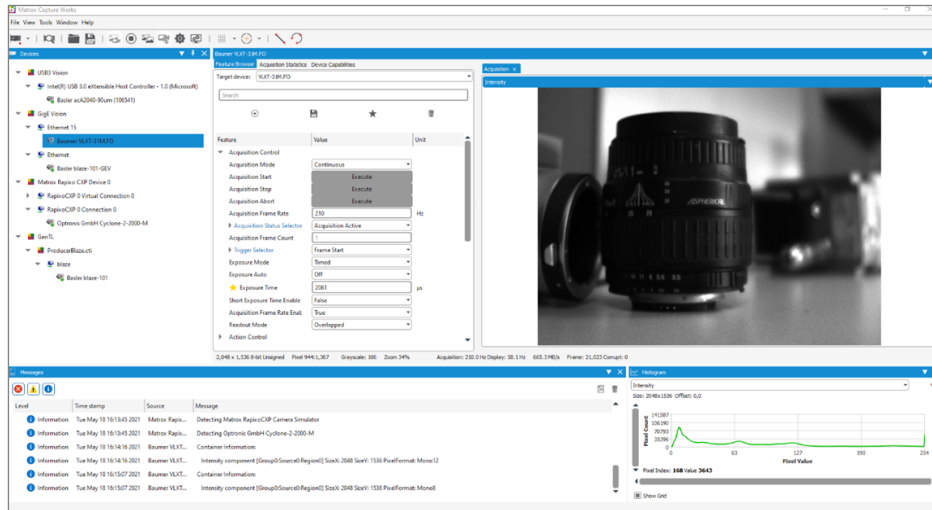 Matrox Capture Works
File View Tools Window Help
Devices
USB3 Vision
Intel(R) USB 3.0 eXtensible Host Controller - 1.0 (Microsoft)
Basler acA2040-90um (106541)
GigE Vision
Ethernet 15
Baumer VLXT-31M.FO
Ethernet
Basler blaze-101-GEV
Matrox Rapixo CXP Device 0
RapixoCXP 0 Virtual Connection 0
RapixoCXP 0 Connection 0
Optronis GmbH Cyclone-2-2000-M
GenTL
ProducerBlaze.cti
blaze
Basler blaze-101
Baumer VLXT-31M.FO
Feature Browser Acquisition Statistics Device Capabilities
Target device: VLXT-31M.FO
Search
Feature Value Unit
Acquisition Control
Acquisition Mode Continuous
Acquisition Start Execute
Acquisition Stop Execute
Acquisition Abort Execute
Acquisition Frame Rate 210 Hz
Acquisition Status Selector Acquisition Active
Acquisition Frame Count 1
Trigger Selector Frame Start
Exposure Mode Timed
Exposure Auto Off
Exposure Time 2061 µs
Short Exposure Time Enable False
Acquisition Frame Rate Enat True
Readout Mode Overlapped
Action Control
Acquisition
Intensity
ASPHERICAL
2,048 x 1,536 8-bit Unsigned Pixel 944:1,367 Greyscale: 186 Zoom 34% Acquisition: 210.0 Hz Display: 58.1 Hz 665.3 MB/s Frame: 21,023 Corrupt: 0
Messages
Level Time stamp Source Message
Information Tue May 18 16:13:45 2021 Matrox Rapix... Detecting Matrox RapixoCXP Camera Simulator
Information Tue May 18 16:13:45 2021 Matrox Rapix... Detecting Optronis GmbH Cyclone-2-2000-M
Information Tue May 18 16:14:16 2021 Baumer VLXT... Container Information:
Information Tue May 18 16:14:16 2021 Baumer VLXT... Intensity component [Group0:Source0:Region0] SizeX: 2048 SizeY: 1536 PixelFormat: Mono12
Information Tue May 18 16:15:07 2021 Baumer VLXT... Container Information:
Information Tue May 18 16:15:07 2021 Baumer VLXT... Intensity component [Group0:Source0:Region0] SizeX: 2048 SizeY: 1536 PixelFormat: Mono8
Histogram
Intensity
Size: 2048x1536 Offset: 0,0
Pixel Count
141587
106190
70793
35396
0
0 63 127 190 254
Pixel Value
Pixel Index: 168 Value 3643
Show Grid